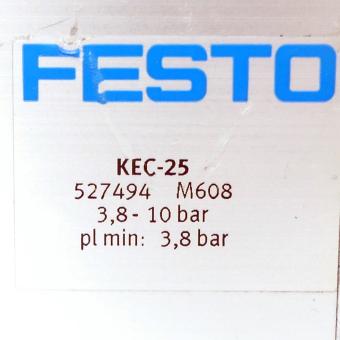 FESTO
KEC-25
527494 M608
3,8 - 10 bar
pl min: 3,8 bar